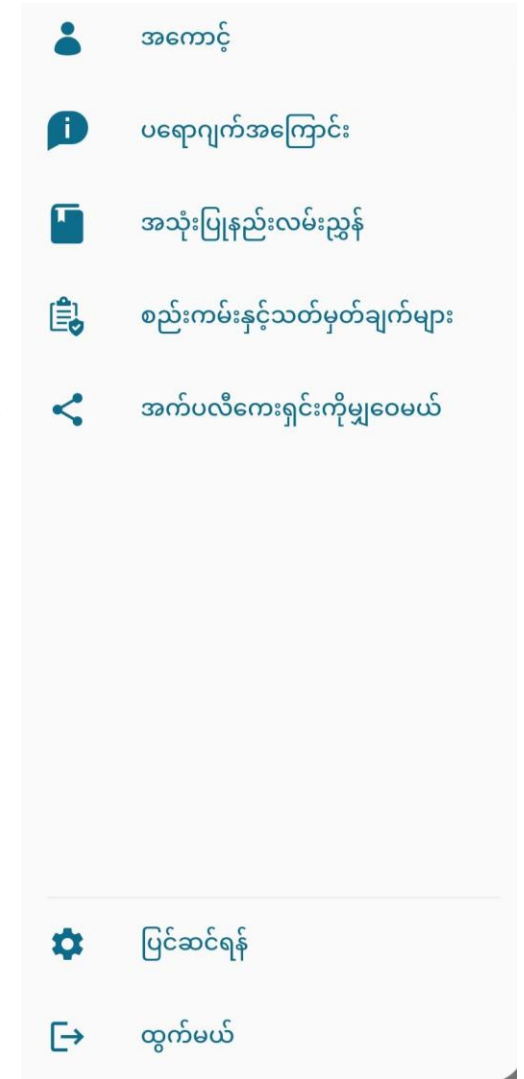 အကောင့်
ပရောဂျက်အကြောင်း
အသုံးပြုနည်းလမ်းညွှန်
စည်းကမ်းနှင့်သတ်မှတ်ချက်များ
အက်ပလီကေးရှင်းကိုမျှဝေမယ်
ပြင်ဆင်ရန်
ထွက်မယ်